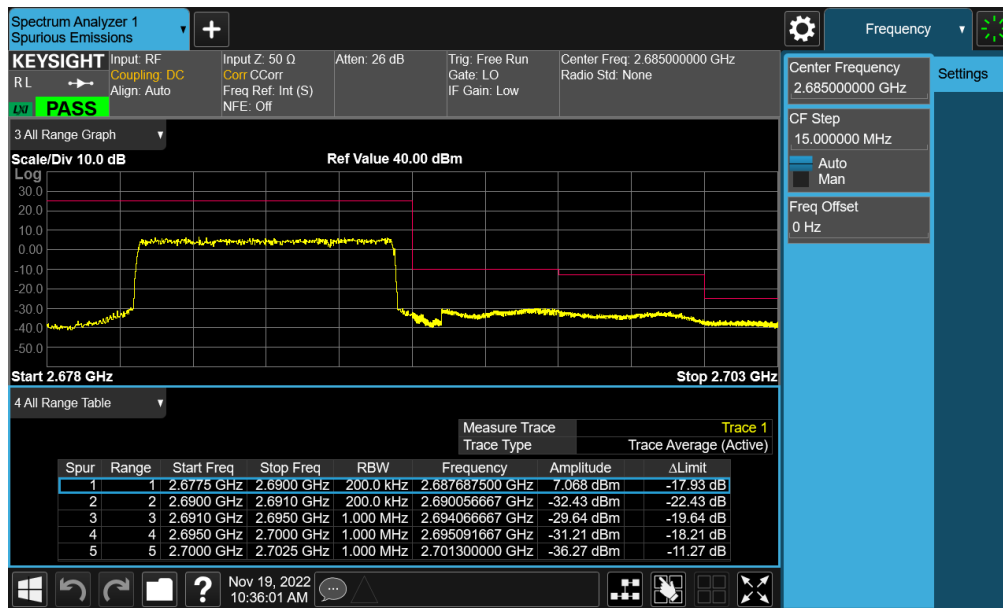 Spectrum Analyzer 1
Spurious Emissions
+
Frequency
KEYSIGHT
R L
LXI
PASS
Input: RF
Coupling: DC
Align: Auto
Input Z: 50 Ω
Corr CCorr
Freq Ref: Int (S)
NFE: Off
Atten: 26 dB
Trig: Free Run
Gate: LO
IF Gain: Low
Center Freq: 2.685000000 GHz
Radio Std: None
Center Frequency
2.685000000 GHz
Settings
CF Step
15.000000 MHz
Auto
Man
Freq Offset
0 Hz
3 All Range Graph
Scale/Div 10.0 dB
Ref Value 40.00 dBm
Log
30.0
20.0
10.0
0.00
-10.0
-20.0
-30.0
-40.0
-50.0
Start 2.678 GHz
Stop 2.703 GHz
4 All Range Table
Measure Trace Trace 1
Trace Type Trace Average (Active)
Spur Range Start Freq Stop Freq RBW Frequency Amplitude ΔLimit
1 1 2.6775 GHz 2.6900 GHz 200.0 kHz 2.687687500 GHz 7.068 dBm -17.93 dB
2 2 2.6900 GHz 2.6910 GHz 200.0 kHz 2.690056667 GHz -32.43 dBm -22.43 dB
3 3 2.6910 GHz 2.6950 GHz 1.000 MHz 2.694066667 GHz -29.64 dBm -19.64 dB
4 4 2.6950 GHz 2.7000 GHz 1.000 MHz 2.695091667 GHz -31.21 dBm -18.21 dB
5 5 2.7000 GHz 2.7025 GHz 1.000 MHz 2.701300000 GHz -36.27 dBm -11.27 dB
?
Nov 19, 2022
10:36:01 AM